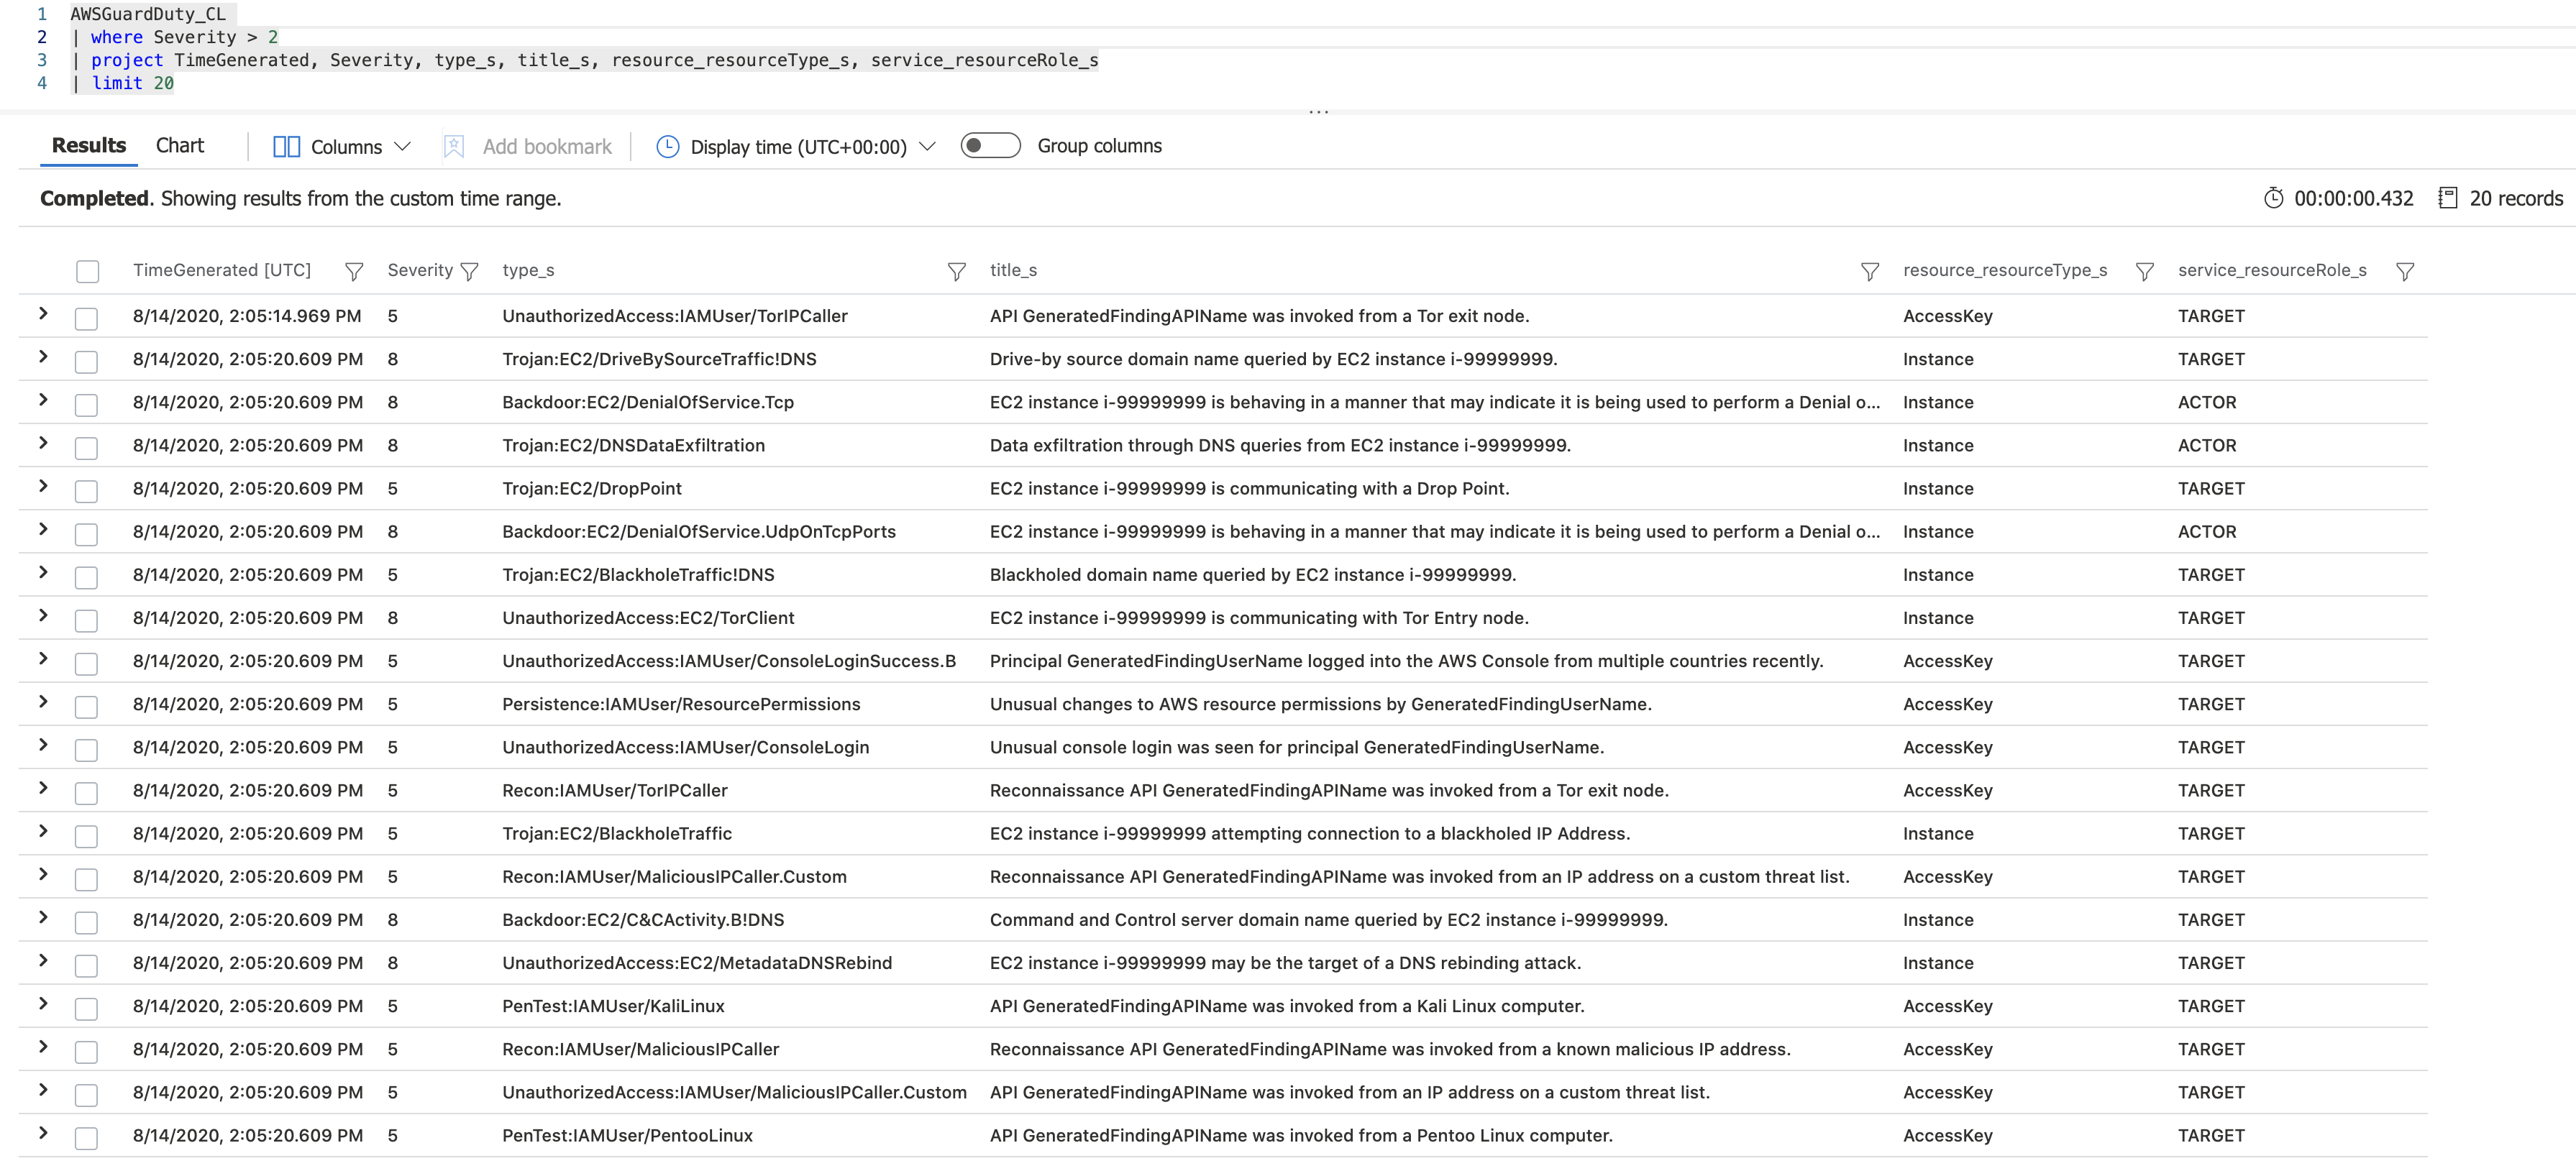 1 AWSGuardDuty_CL
2 | where Severity > 2
3 | project TimeGenerated, Severity, type_s, title_s, resource_resourceType_s, service_resourceRole_s
4 | limit 20
...
Results Chart Columns Add bookmark Display time (UTC+00:00) Group columns
Completed. Showing results from the custom time range. 00:00:00.432 20 records
TimeGenerated [UTC] Severity type_s title_s resource_resourceType_s service_resourceRole_s
8/14/2020, 2:05:14.969 PM 5 UnauthorizedAccess:IAMUser/TorIPCaller API GeneratedFindingAPIName was invoked from a Tor exit node. AccessKey TARGET
8/14/2020, 2:05:20.609 PM 8 Trojan:EC2/DriveBySourceTraffic!DNS Drive-by source domain name queried by EC2 instance i-99999999. Instance TARGET
8/14/2020, 2:05:20.609 PM 8 Backdoor:EC2/DenialOfService.Tcp EC2 instance i-99999999 is behaving in a manner that may indicate it is being used to perform a Denial o... Instance ACTOR
8/14/2020, 2:05:20.609 PM 8 Trojan:EC2/DNSDataExfiltration Data exfiltration through DNS queries from EC2 instance i-99999999. Instance ACTOR
8/14/2020, 2:05:20.609 PM 5 Trojan:EC2/DropPoint EC2 instance i-99999999 is communicating with a Drop Point. Instance TARGET
8/14/2020, 2:05:20.609 PM 8 Backdoor:EC2/DenialOfService.UdpOnTcpPorts EC2 instance i-99999999 is behaving in a manner that may indicate it is being used to perform a Denial o... Instance ACTOR
8/14/2020, 2:05:20.609 PM 5 Trojan:EC2/BlackholeTraffic!DNS Blackholed domain name queried by EC2 instance i-99999999. Instance TARGET
8/14/2020, 2:05:20.609 PM 8 UnauthorizedAccess:EC2/TorClient EC2 instance i-99999999 is communicating with Tor Entry node. Instance TARGET
8/14/2020, 2:05:20.609 PM 5 UnauthorizedAccess:IAMUser/ConsoleLoginSuccess.B Principal GeneratedFindingUserName logged into the AWS Console from multiple countries recently. AccessKey TARGET
8/14/2020, 2:05:20.609 PM 5 Persistence:IAMUser/ResourcePermissions Unusual changes to AWS resource permissions by GeneratedFindingUserName. AccessKey TARGET
8/14/2020, 2:05:20.609 PM 5 UnauthorizedAccess:IAMUser/ConsoleLogin Unusual console login was seen for principal GeneratedFindingUserName. AccessKey TARGET
8/14/2020, 2:05:20.609 PM 5 Recon:IAMUser/TorIPCaller Reconnaissance API GeneratedFindingAPIName was invoked from a Tor exit node. AccessKey TARGET
8/14/2020, 2:05:20.609 PM 5 Trojan:EC2/BlackholeTraffic EC2 instance i-99999999 attempting connection to a blackholed IP Address. Instance TARGET
8/14/2020, 2:05:20.609 PM 5 Recon:IAMUser/MaliciousIPCaller.Custom Reconnaissance API GeneratedFindingAPIName was invoked from an IP address on a custom threat list. AccessKey TARGET
8/14/2020, 2:05:20.609 PM 8 Backdoor:EC2/C&CActivity.B!DNS Command and Control server domain name queried by EC2 instance i-99999999. Instance TARGET
8/14/2020, 2:05:20.609 PM 8 UnauthorizedAccess:EC2/MetadataDNSRebind EC2 instance i-99999999 may be the target of a DNS rebinding attack. Instance TARGET
8/14/2020, 2:05:20.609 PM 5 PenTest:IAMUser/KaliLinux API GeneratedFindingAPIName was invoked from a Kali Linux computer. AccessKey TARGET
8/14/2020, 2:05:20.609 PM 5 Recon:IAMUser/MaliciousIPCaller Reconnaissance API GeneratedFindingAPIName was invoked from a known malicious IP address. AccessKey TARGET
8/14/2020, 2:05:20.609 PM 5 UnauthorizedAccess:IAMUser/MaliciousIPCaller.Custom API GeneratedFindingAPIName was invoked from an IP address on a custom threat list. AccessKey TARGET
8/14/2020, 2:05:20.609 PM 5 PenTest:IAMUser/PentooLinux API GeneratedFindingAPIName was invoked from a Pentoo Linux computer. AccessKey TARGET